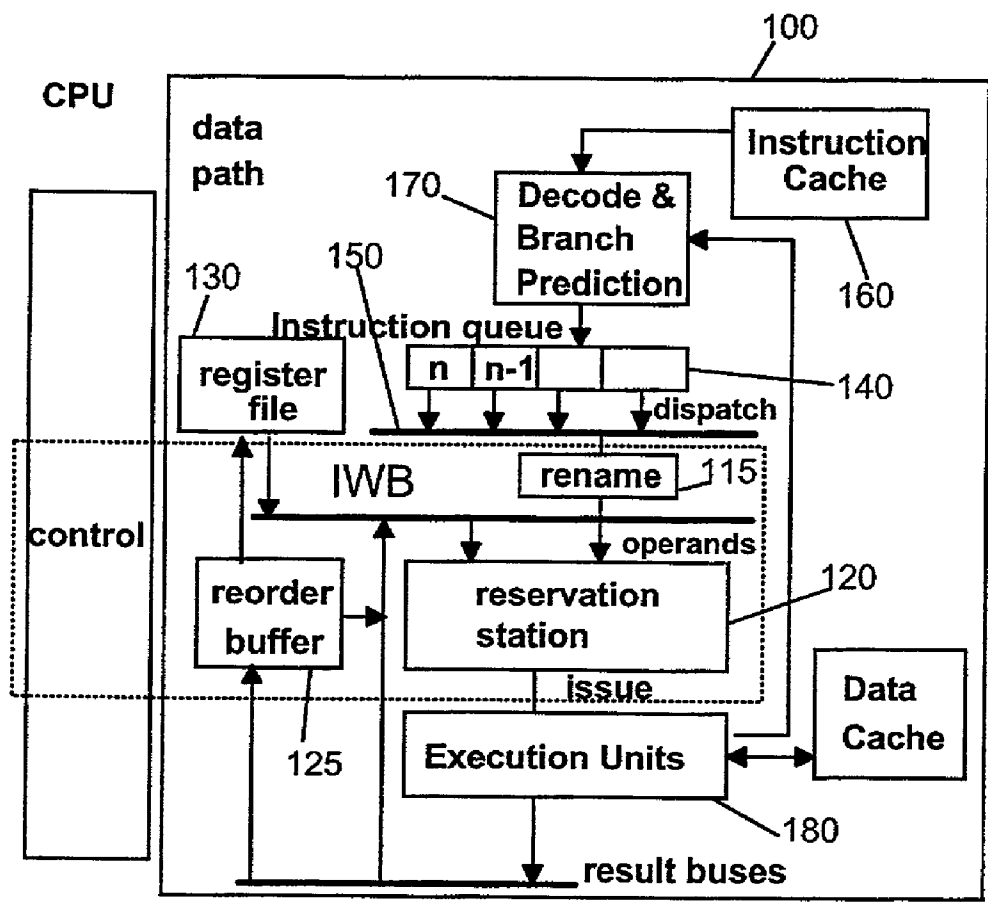 100
CPU
data
path
Instruction
Cache
170
Decode &
Branch
Prediction
150
160
130
Instruction queue
register
file
n
n-1
140
dispatch
rename
115
IWB
control
operands
120
reorder
buffer
reservation
station
issue
125
Data
Cache
Execution Units
180
result buses